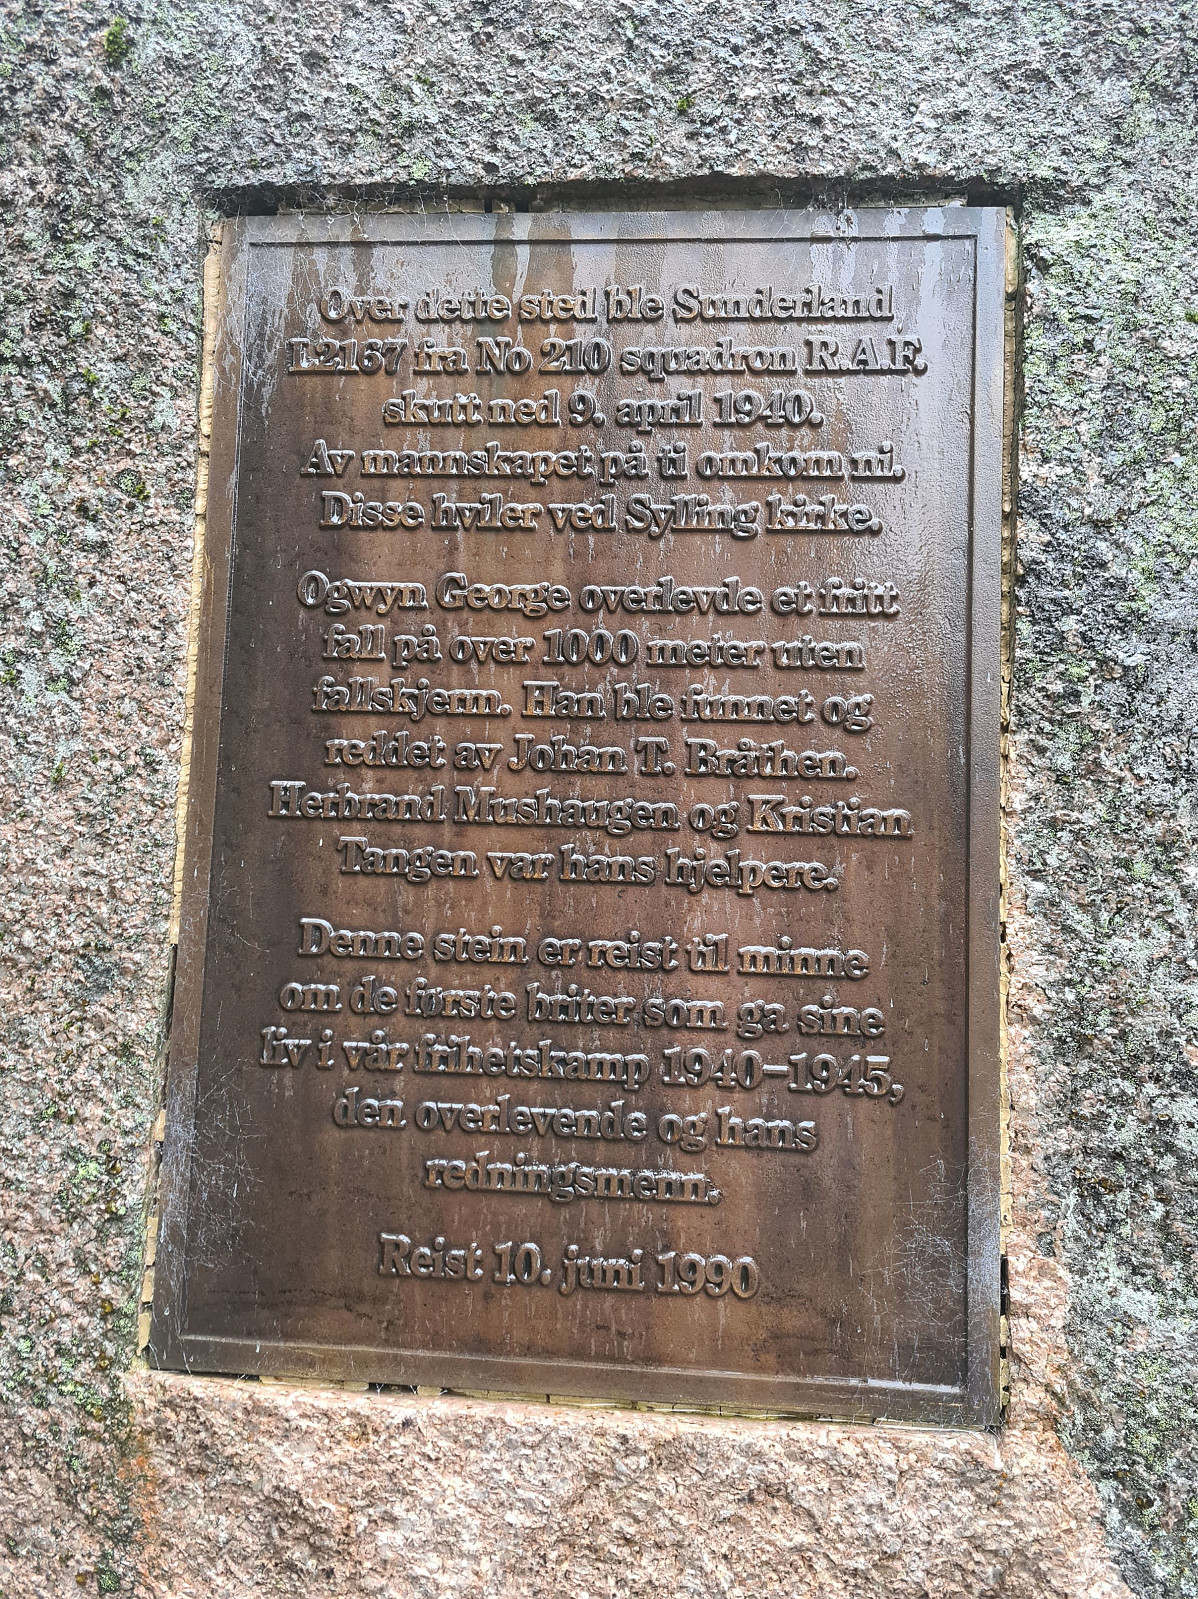 Over dette sted ble Sunderland
L2167 fra No 210 squadron R.A.F.
skutt ned 9. april 1940.
Av mannskapet på ti omkom ni.
Disse hviler ved Sylling kirke.
Ogwyn George overlevde et fritt
fall på over 1000 meter uten
fallskjerm. Han ble funnet og
reddet av Johan T. Bråthen.
Herbrand Mushaugen og Kristian
Tangen var hans hjelpere.
Denne stein er reist til minne
om de første briter som ga sine
liv i vår frihetskamp 1940–1945,
den overlevende og hans
redningsmenn.
Reist 10. juni 1990